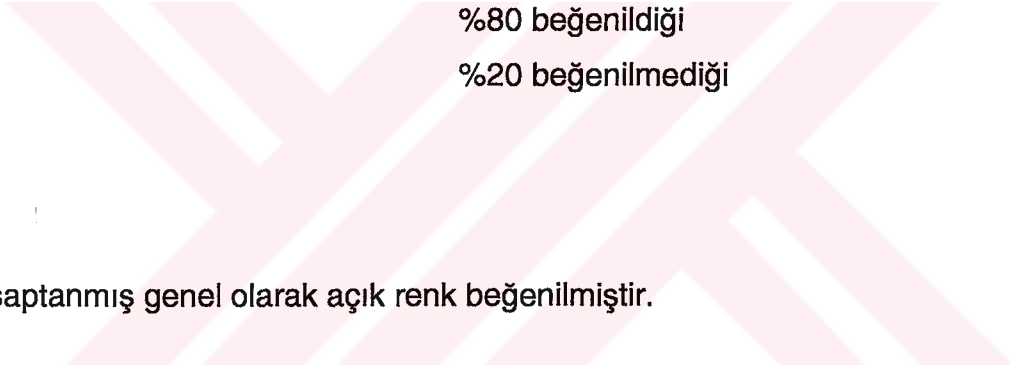 %80 beğenildiği
%20 beğenilmediği
saptanmış genel olarak açık renk beğenilmiştir.